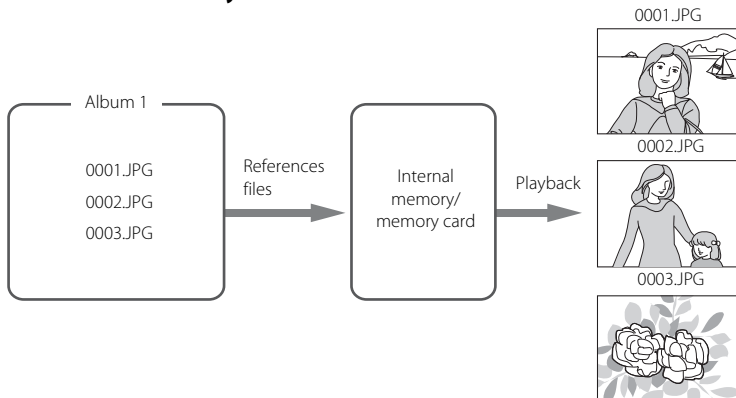 Album 1
0001.JPG
0002.JPG
0003.JPG
References
files
Internal
memory/
memory card
Playback
0001.JPG
0002.JPG
0003.JPG